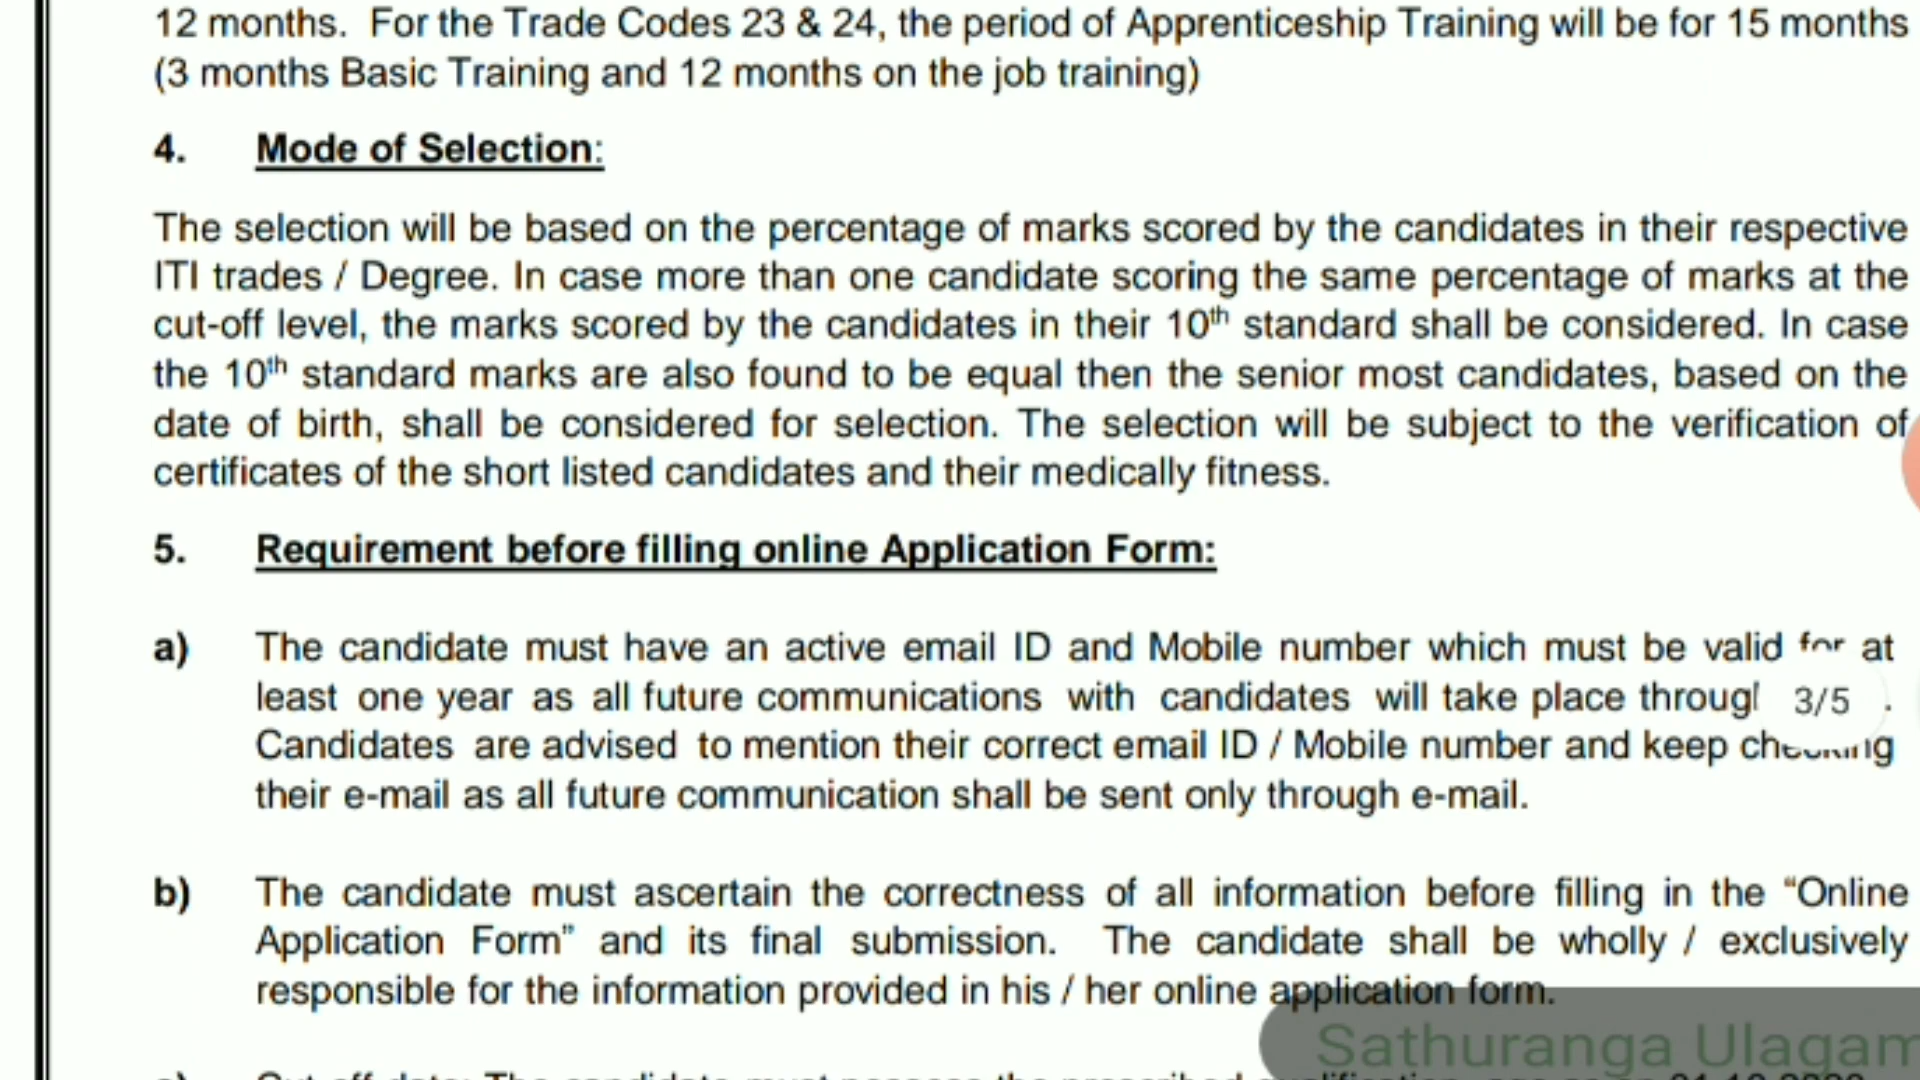 12 months. For the Trade Codes 23 & 24, the period of Apprenticeship Training will be for 15 months
(3 months Basic Training and 12 months on the job training)
4. Mode of Selection:
The selection will be based on the percentage of marks scored by the candidates in their respective
ITI trades / Degree. In case more than one candidate scoring the same percentage of marks at the
cut-off level, the marks scored by the candidates in their 10th standard shall be considered. In case
the 10th standard marks are also found to be equal then the senior most candidates, based on the
date of birth, shall be considered for selection. The selection will be subject to the verification of
certificates of the short listed candidates and their medically fitness.
5. Requirement before filling online Application Form:
a) The candidate must have an active email ID and Mobile number which must be valid for at
least one year as all future communications with candidates will take place
3/5
Candidates are advised to mention their correct email ID / Mobile number and keep checking
their e-mail as all future communication shall be sent only through e-mail.
b) The candidate must ascertain the correctness of all information before filling in the “Online
Application Form” and its final submission. The candidate shall be wholly / exclusively
responsible for the information provided in his / her online application form.
Sathuranga Ulagam